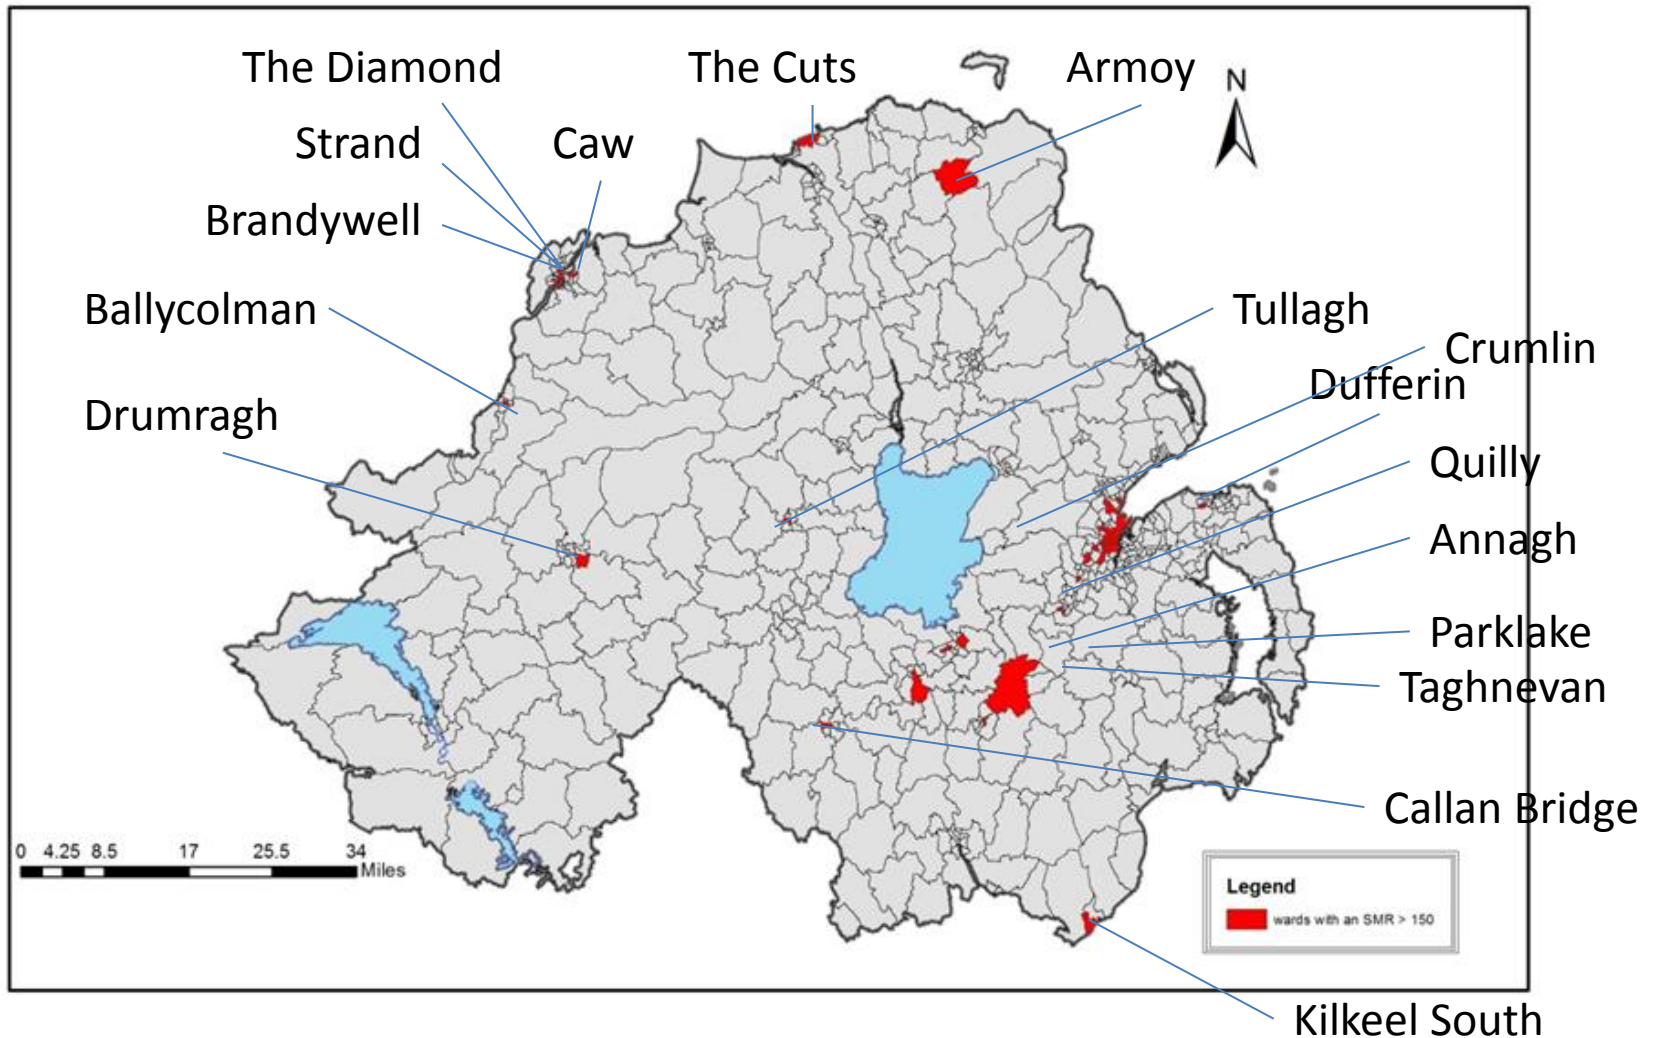 The Diamond
The Cuts
Armoy
N
Strand
Caw
Brandywell
Ballycolman
Tullagh
Crumlin
Dufferin
Drumragh
Quilly
Annagh
Parklake
Taghnevan
Callan Bridge
0 4.25 8.5 17 25.5 34
Miles
Legend
wards with an SMR > 150
Kilkeel South